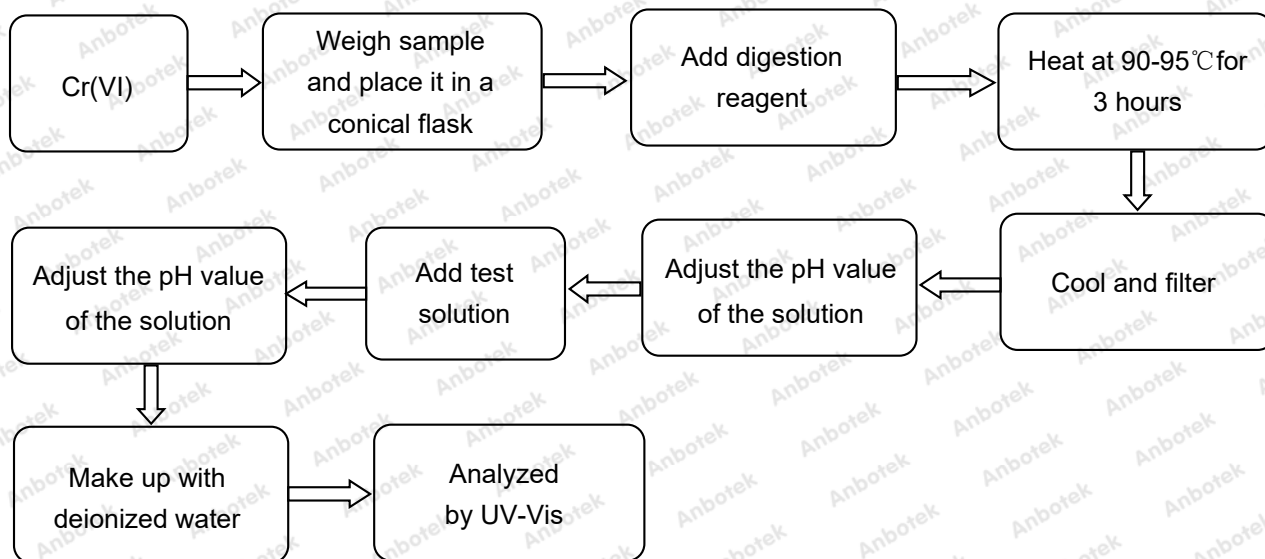 Cr(VI)
Weigh sample
and place it in a
conical flask
Add digestion
reagent
Heat at 90-95℃for
3 hours
Cool and filter
Adjust the pH value
of the solution
Add test
solution
Adjust the pH value
of the solution
Make up with
deionized water
Analyzed
by UV-Vis
Anbotek